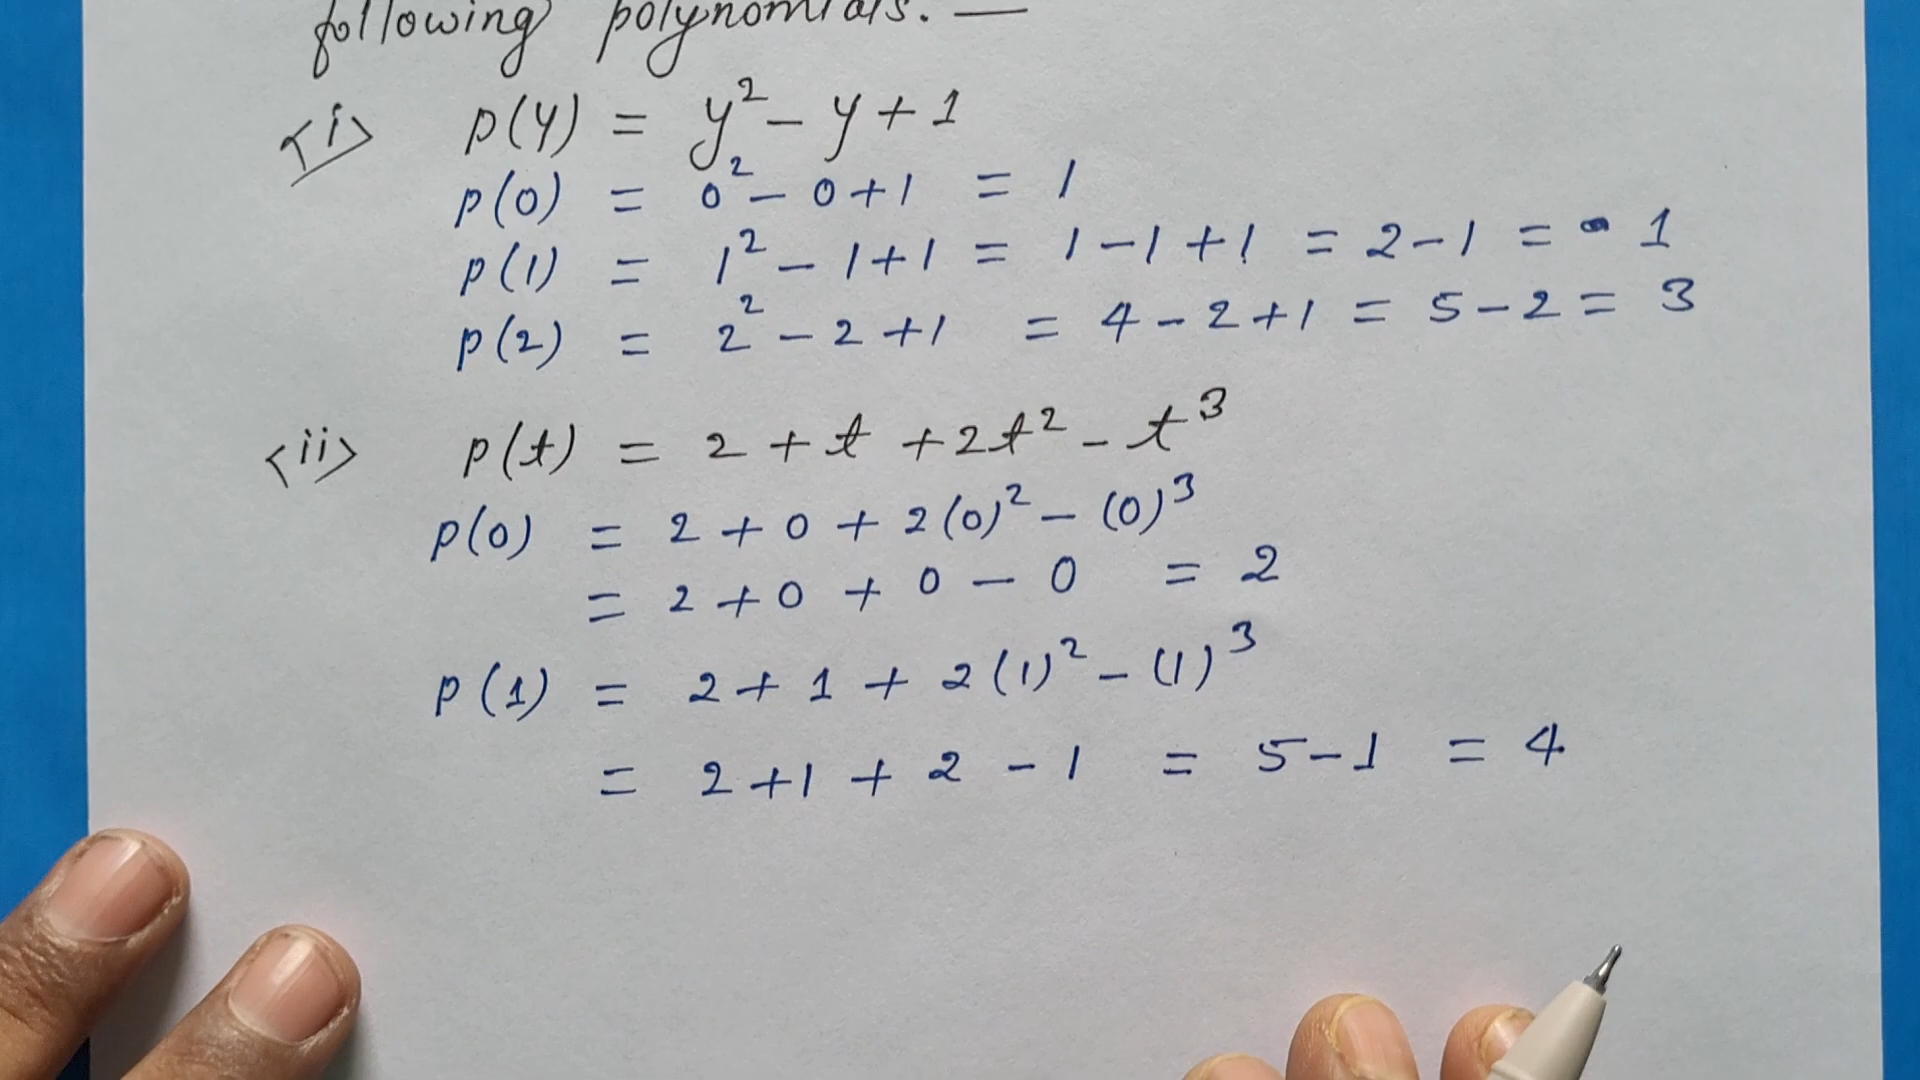 following polynomials. —
<i> p(y) = y² - y + 1
p(0) = 0² - 0 + 1 = 1
p(1) = 1² - 1 + 1 = 1 - 1 + 1 = 2 - 1 = 1
p(2) = 2² - 2 + 1 = 4 - 2 + 1 = 5 - 2 = 3
<ii> p(t) = 2 + t + 2t² - t³
p(0) = 2 + 0 + 2(0)² - (0)³
= 2 + 0 + 0 - 0 = 2
p(1) = 2 + 1 + 2(1)² - (1)³
= 2 + 1 + 2 - 1 = 5 - 1 = 4